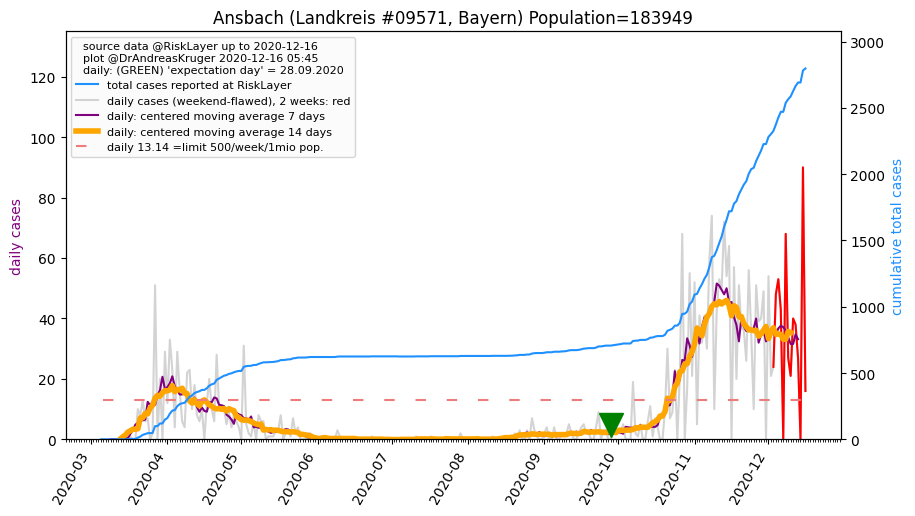 Ansbach (Landkreis #09571, Bayern) Population=183949
source data @RiskLayer up to 2020-12-16
plot @DrAndreasKruger 2020-12-16 05:45
daily: (GREEN) 'expectation day' = 28.09.2020
total cases reported at RiskLayer
daily cases (weekend-flawed), 2 weeks: red
daily: centered moving average 7 days
daily: centered moving average 14 days
daily 13.14 =limit 500/week/1mio pop.
daily cases
120
100
80
60
40
20
0
cumulative total cases
3000
2500
2000
1500
1000
500
0
2020-03
2020-04
2020-05
2020-06
2020-07
2020-08
2020-09
2020-10
2020-11
2020-12